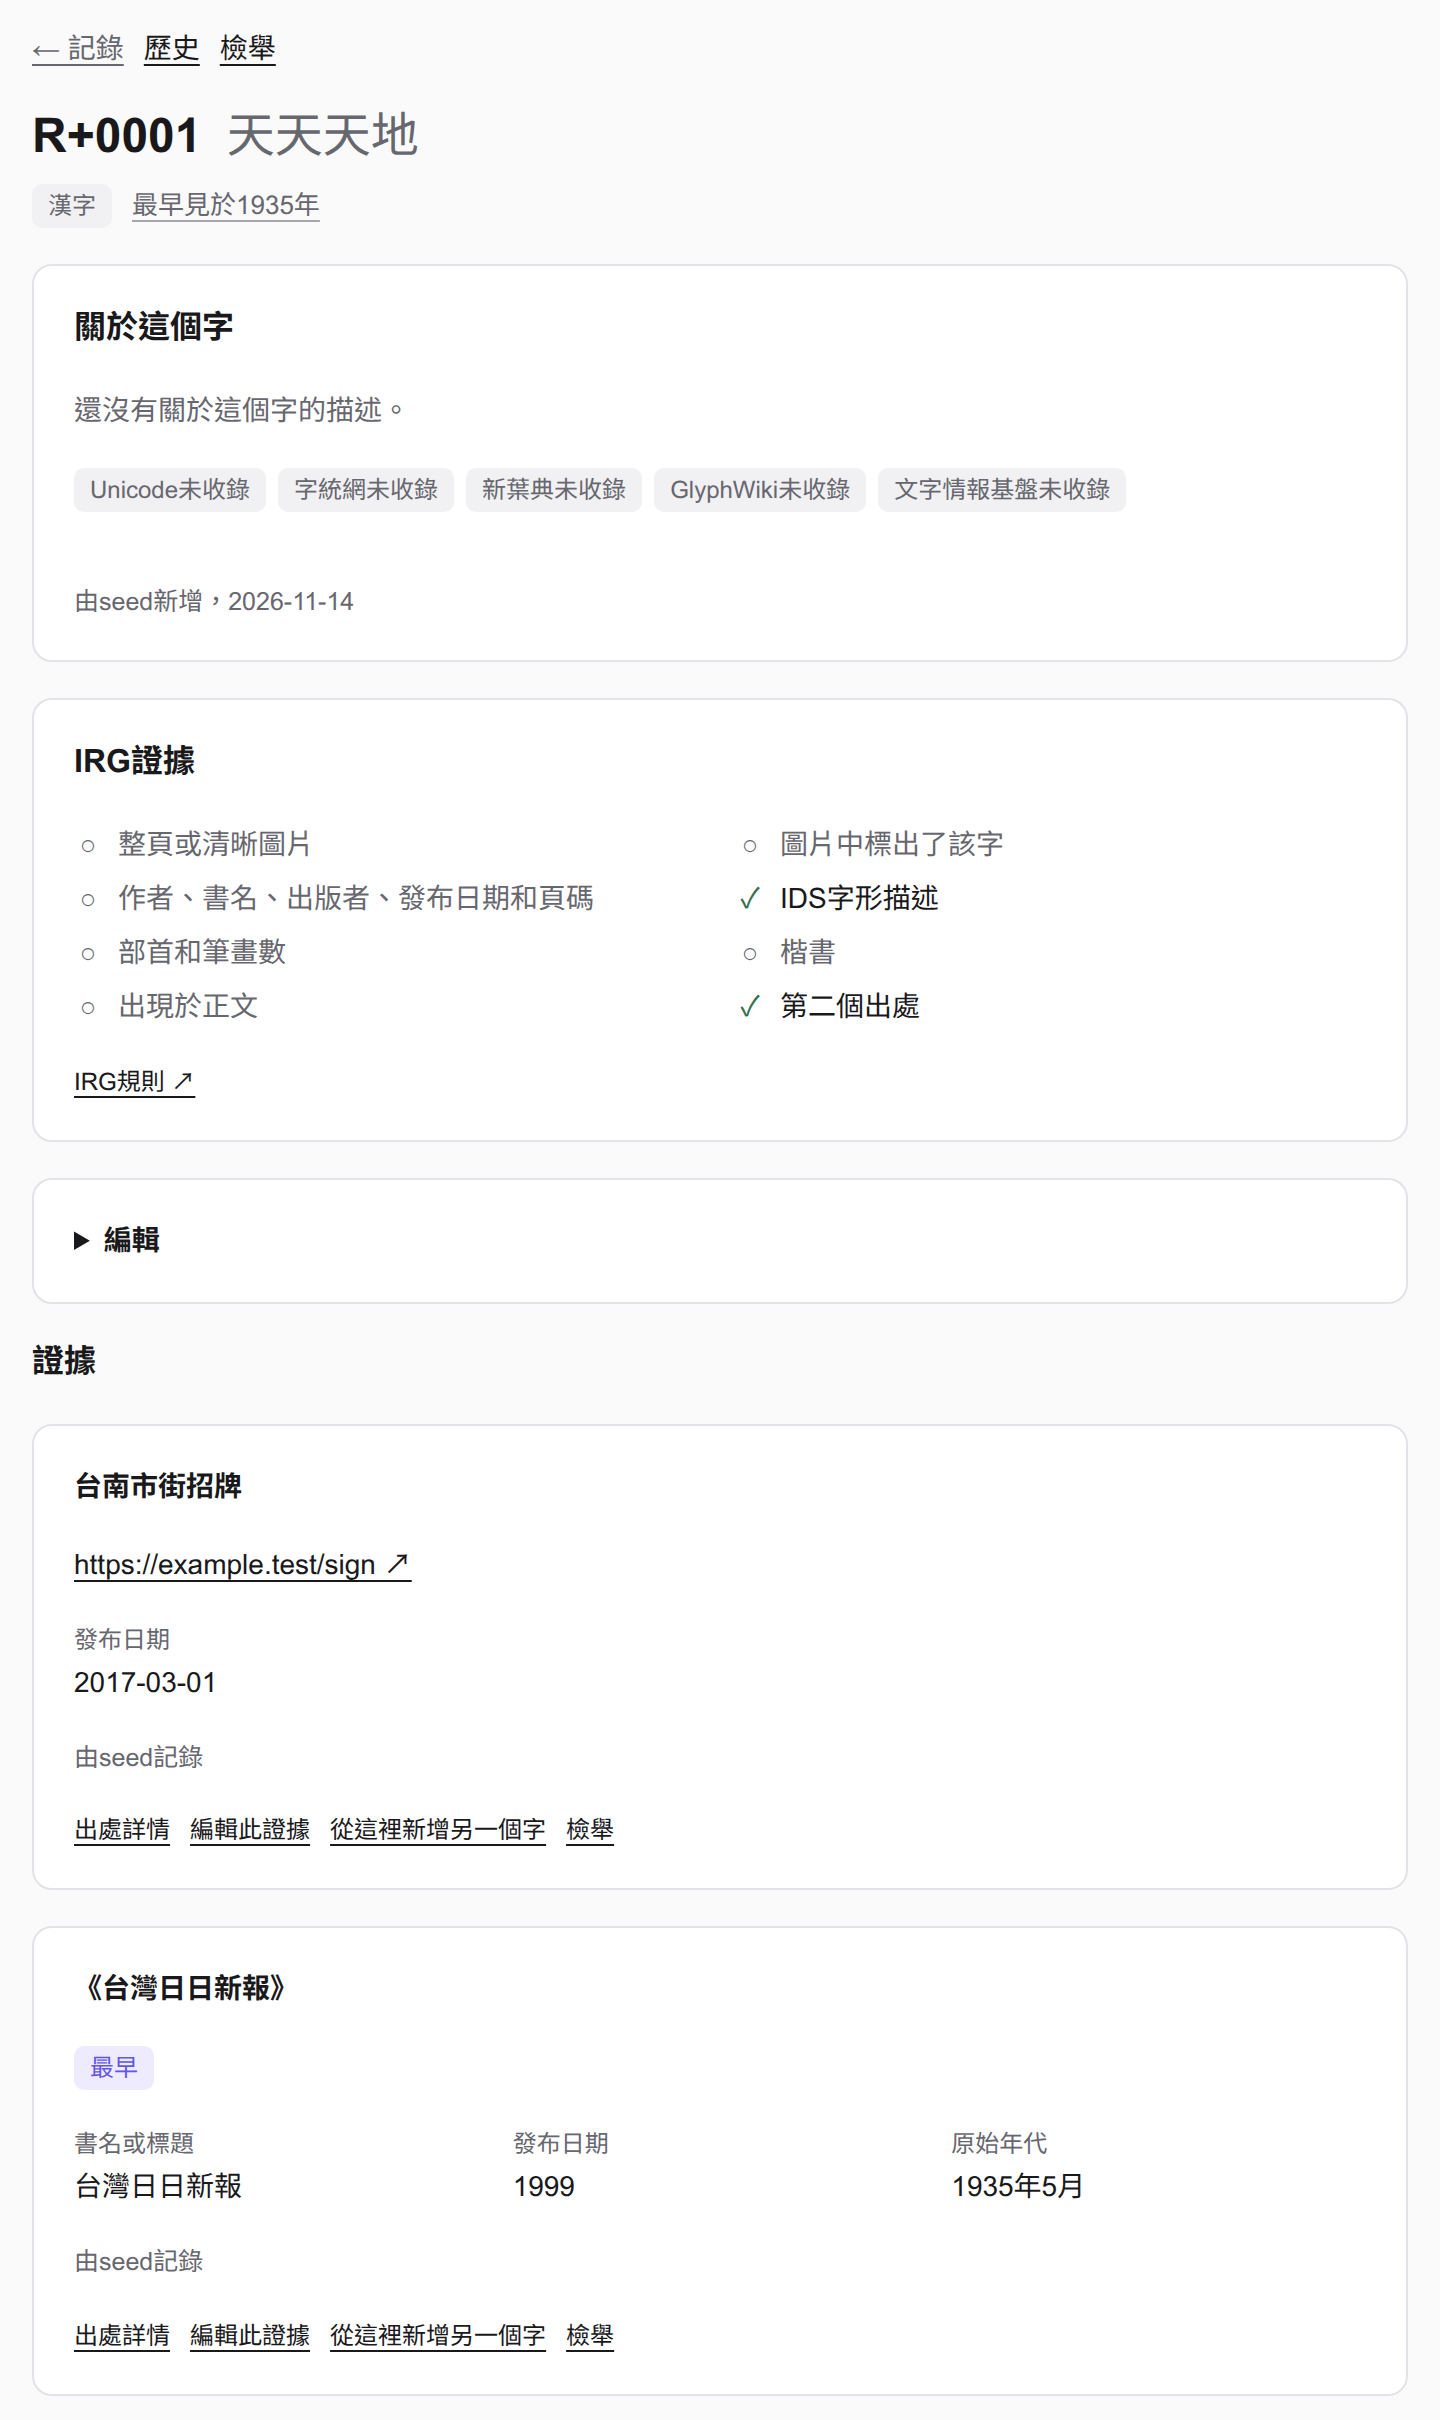 ← 記錄 歷史 檢舉
R+0001 天天天地
漢字 最早見於1935年
關於這個字
還沒有關於這個字的描述。
Unicode未收錄 字統網未收錄 新葉典未收錄 GlyphWiki未收錄 文字情報基盤未收錄
由seed新增，2026-11-14
IRG證據
○ 整頁或清晰圖片
○ 圖片中標出了該字
○ 作者、書名、出版者、發布日期和頁碼
✓ IDS字形描述
○ 部首和筆畫數
○ 楷書
○ 出現於正文
✓ 第二個出處
IRG規則 ↗
▶ 編輯
證據
台南市街招牌
https://example.test/sign ↗
發布日期
2017-03-01
由seed記錄
出處詳情 編輯此證據 從這裡新增另一個字 檢舉
《台灣日日新報》
最早
書名或標題
台灣日日新報
發布日期
1999
原始年代
1935年5月
由seed記錄
出處詳情 編輯此證據 從這裡新增另一個字 檢舉